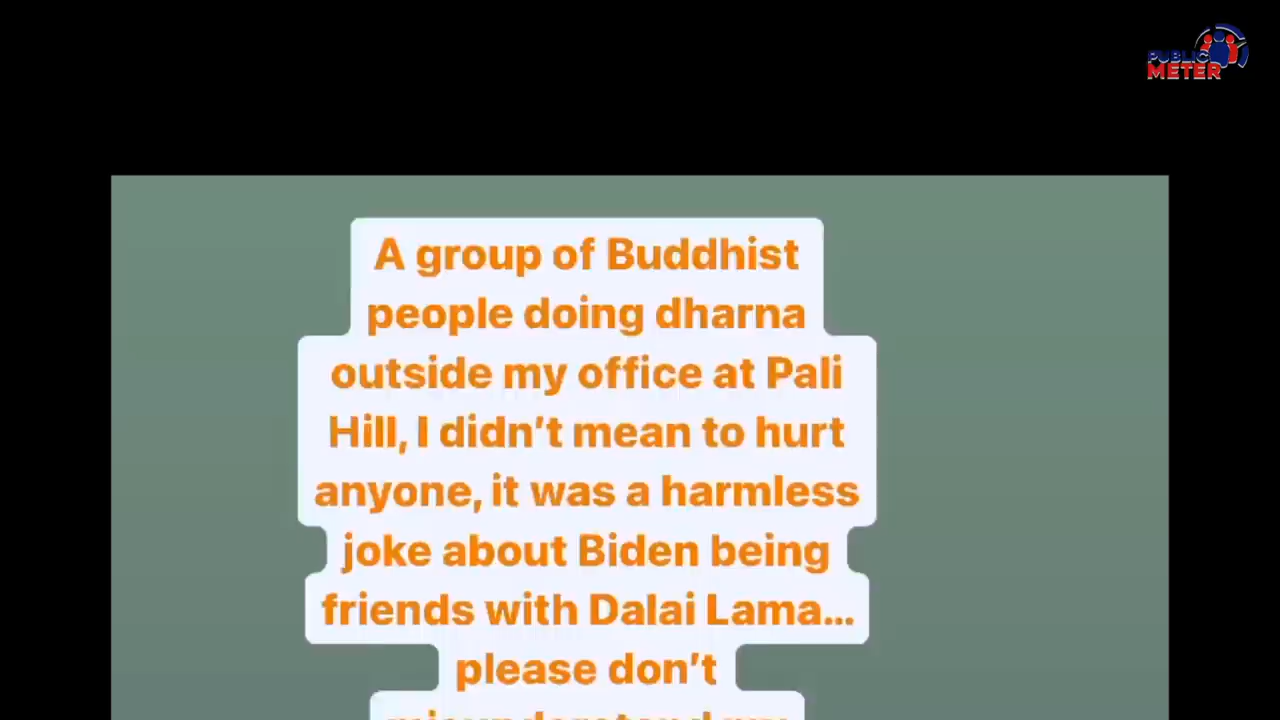 PUBLIC
METER
A group of Buddhist
people doing dharna
outside my office at Pali
Hill, I didn't mean to hurt
anyone, it was a harmless
joke about Biden being
friends with Dalai Lama...
please don't